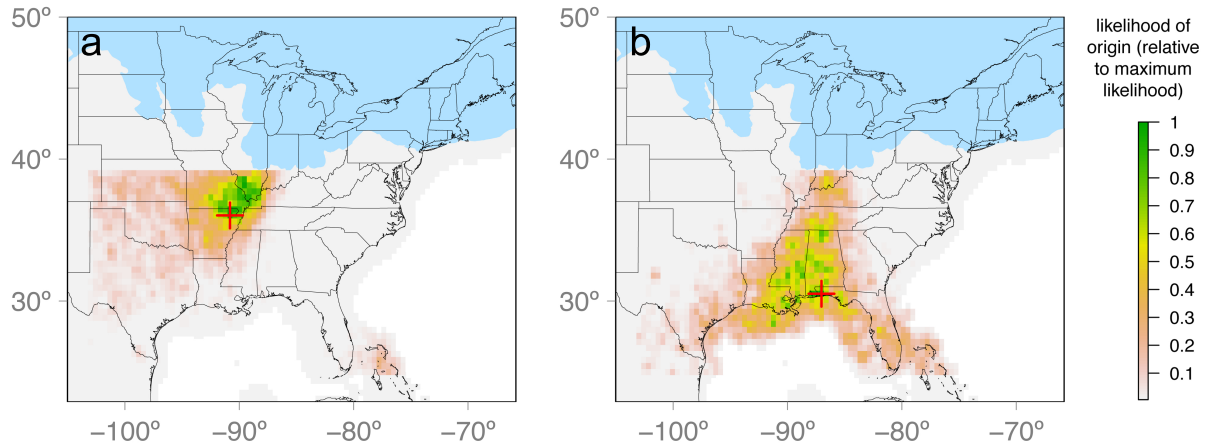 a
b
50º
40º
30º
−100º
−90º
−80º
−70º
50º
40º
30º
−100º
−90º
−80º
−70º
likelihood of
origin (relative
to maximum
likelihood)
1
0.9
0.8
0.7
0.6
0.5
0.4
0.3
0.2
0.1